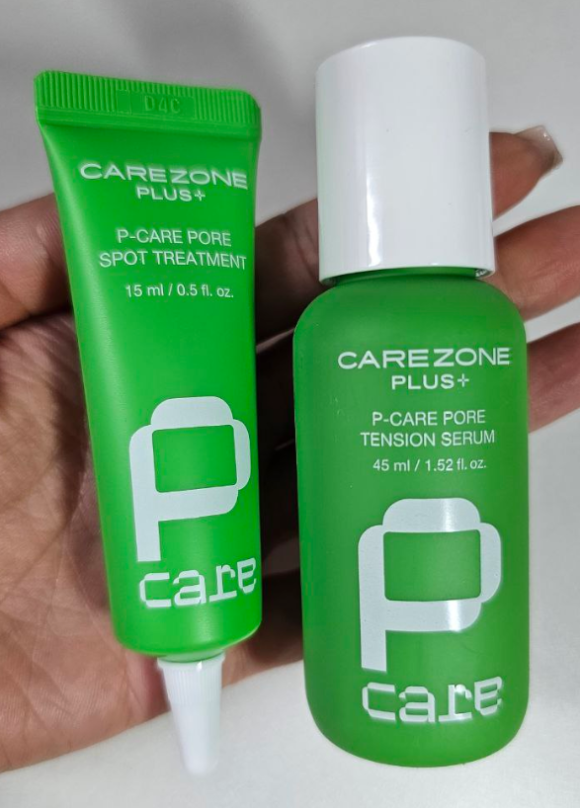 D4C
CAREZONE
PLUS+
P-CARE PORE
SPOT TREATMENT
15 ml / 0.5 fl. oz.
P
care
CAREZONE
PLUS+
P-CARE PORE
TENSION SERUM
45 ml / 1.52 fl. oz.
P
care